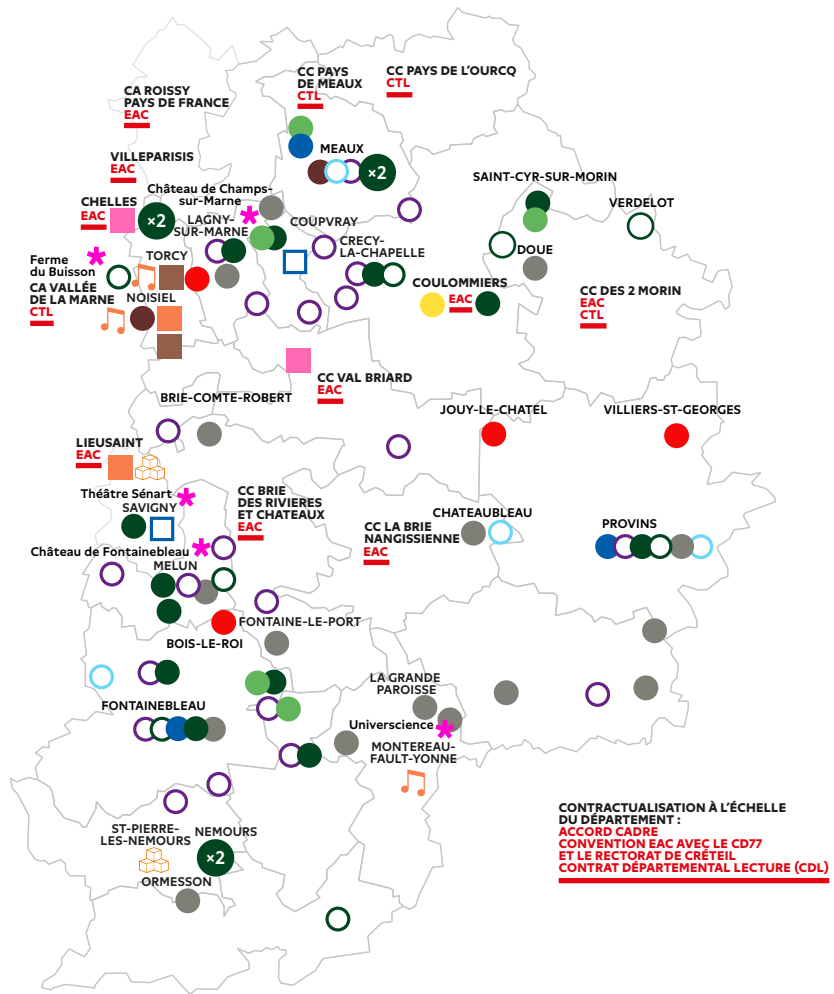 CC PAYS
DE MEAUX
CTL
CC PAYS DE L'OURCQ
CTL
CA ROISSY
PAYS DE FRANCE
EAC
MEAUX
×2
VILLEPARISIS
EAC
SAINT-CYR-SUR-MORIN
Château de Champs-
sur-Marne
CHELLES
EAC
×2
VERDELOT
LAGNY-
SUR-MARNE
COUPVRAY
CRECY-
LA-CHAPELLE
DOUE
Ferme
du Buisson
TORCY
CA VALLÉE
DE LA MARNE
CTL
NOISIEL
COULOMMIERS
EAC
CC DES 2 MORIN
EAC
CTL
CC VAL BRIARD
EAC
BRIE-COMTE-ROBERT
JOUY-LE-CHATEL
VILLIERS-ST-GEORGES
LIEUSAINT
EAC
Théâtre Sénart
SAVIGNY
CC BRIE
DES RIVIERES
ET CHATEAUX
EAC
CC LA BRIE
NANGISSIENNE
EAC
CHATEAUBLEAU
PROVINS
Château de Fontainebleau
MELUN
FONTAINE-LE-PORT
BOIS-LE-ROI
LA GRANDE
PAROISSE
FONTAINEBLEAU
Universcience
MONTEREAU-
FAULT-YONNE
ST-PIERRE-
LES-NEMOURS
NEMOURS
×2
ORMESSON
CONTRACTUALISATION À L'ÉCHELLE
DU DÉPARTEMENT :
ACCORD CADRE
CONVENTION EAC AVEC LE CD77
ET LE RECTORAT DE CRÉTEIL
CONTRAT DÉPARTEMENTAL LECTURE (CDL)